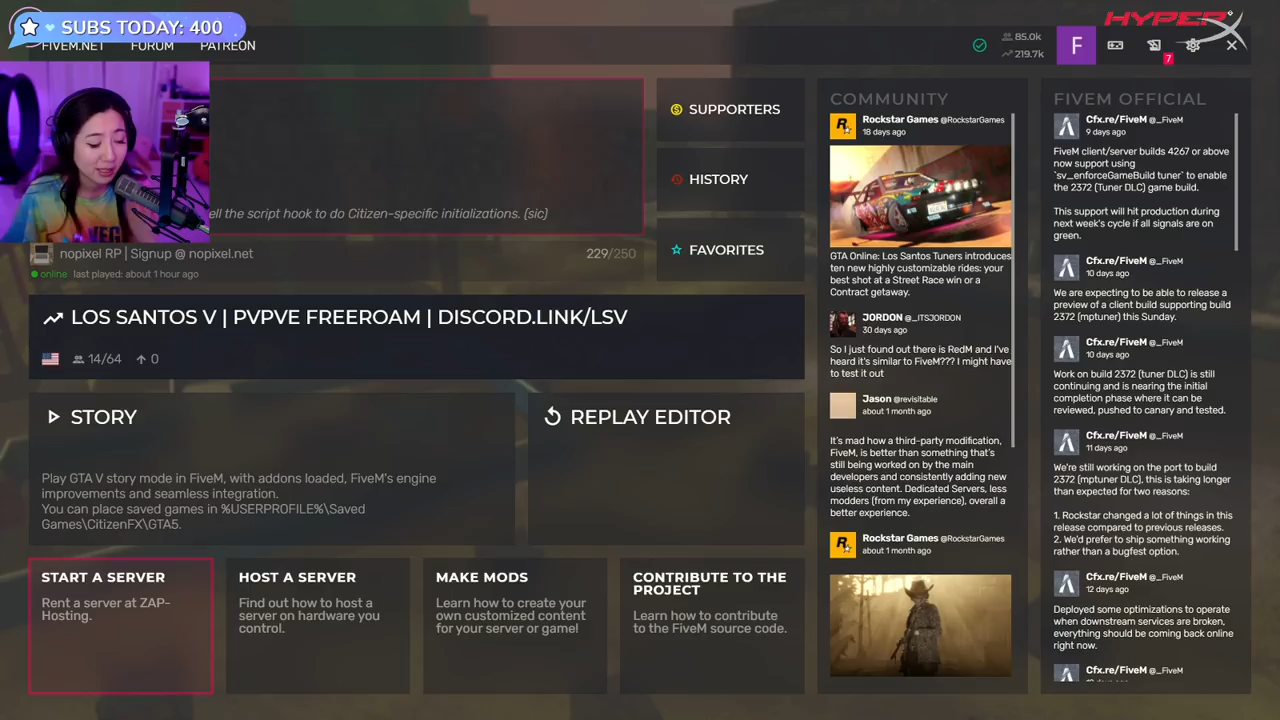 SUBS TODAY: 400
HYPERX
FIVEM.NET
FORUM
PATREON
85.0k
219.7k
F
7
ell the script hook to do Citizen-specific initializations. (sic)
nopixel RP | Signup @ nopixel.net
229/250
online
last played: about 1 hour ago
SUPPORTERS
HISTORY
FAVORITES
LOS SANTOS V | PVPVE FREEROAM | DISCORD.LINK/LSV
14/64
0
STORY
Play GTA V story mode in FiveM, with addons loaded, FiveM's engine
improvements and seamless integration.
You can place saved games in %USERPROFILE%\Saved
Games\CitizenFX\GTA5.
REPLAY EDITOR
START A SERVER
Rent a server at ZAP-
Hosting.
HOST A SERVER
Find out how to host a
server on hardware you
control.
MAKE MODS
Learn how to create your
own customized content
for your server or game!
CONTRIBUTE TO THE
PROJECT
Learn how to contribute
to the FiveM source code.
COMMUNITY
Rockstar Games @RockstarGames
18 days ago
GTA Online: Los Santos Tuners introduces
ten new highly customizable rides: your
best shot at a Street Race win or a
Contract getaway.
JORDON @_ITSJORDON
30 days ago
So I just found out there is RedM and I've
heard it's similar to FiveM??? I might have
to test it out
Jason @revisitable
about 1 month ago
It's mad how a third-party modification,
FiveM, is better than something that's
still being worked on by the main
developers and consistently adding new
useless content. Dedicated Servers, less
modders (from my experience), overall a
better experience.
Rockstar Games @RockstarGames
about 1 month ago
FIVEM OFFICIAL
Cfx.re/FiveM @_FiveM
9 days ago
FiveM client/server builds 4267 or above
now support using
`sv_enforceGameBuild tuner` to enable
the 2372 (Tuner DLC) game build.
This support will hit production during
next week's cycle if all signals are on
green.
Cfx.re/FiveM @_FiveM
10 days ago
We are expecting to be able to release a
preview of a client build supporting build
2372 (mptuner) this Sunday.
Cfx.re/FiveM @_FiveM
10 days ago
Work on build 2372 (tuner DLC) is still
continuing and is nearing the initial
completion phase where it can be
reviewed, pushed to canary and tested.
Cfx.re/FiveM @_FiveM
11 days ago
We're still working on the port to build
2372 (mptuner DLC), this is taking longer
than expected for two reasons:
1. Rockstar changed a lot of things in this
release compared to previous releases.
2. We'd prefer to ship something working
rather than a bugfest option.
Cfx.re/FiveM @_FiveM
12 days ago
Deployed some optimizations to operate
when downstream services are broken,
everything should be coming back online
right now.
Cfx.re/FiveM @_FiveM